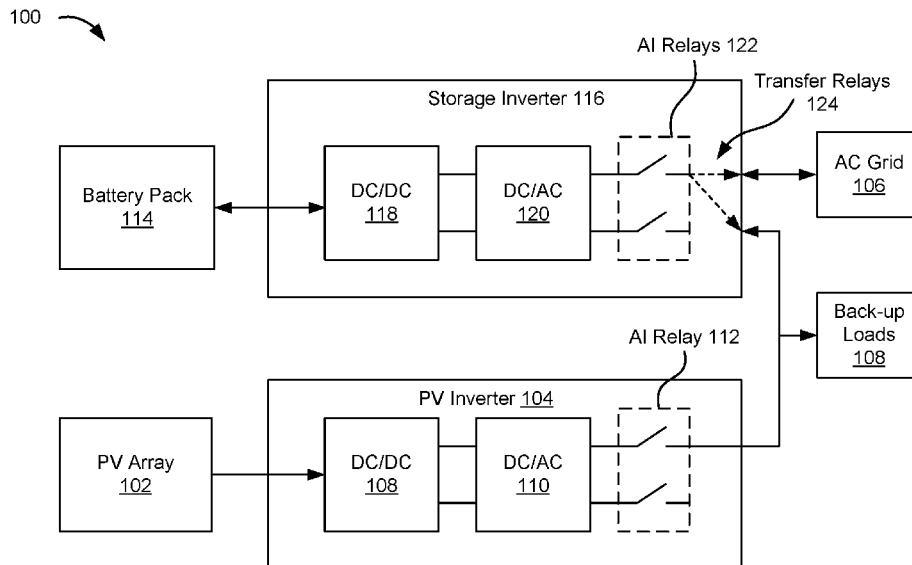 100
AI Relays 122
Transfer Relays
124
Storage Inverter 116
Battery Pack
114
DC/DC
118
DC/AC
120
AC Grid
106
Back-up
Loads
108
AI Relay 112
PV Inverter 104
PV Array
102
DC/DC
108
DC/AC
110